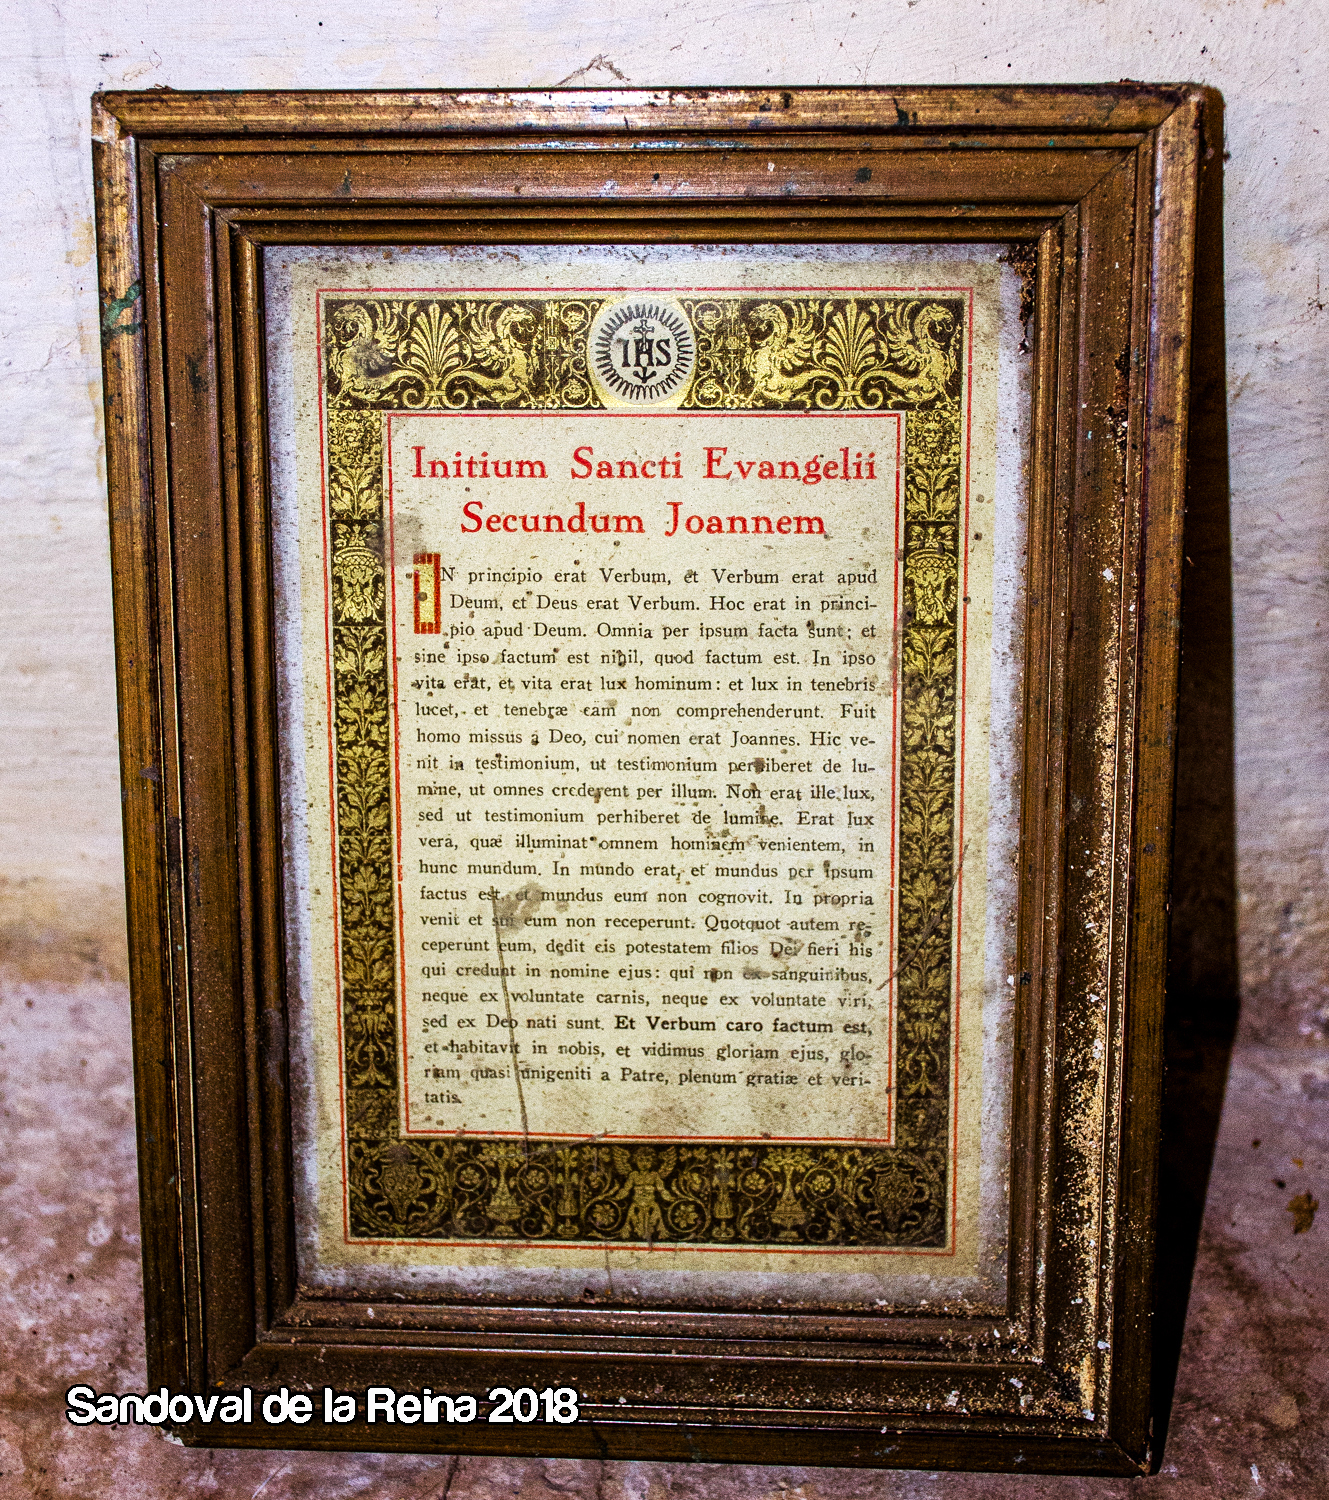 IHS
Initium Sancti Evangelii
Secundum Joannem
IN principio erat Verbum, et Verbum erat apud
Deum, et Deus erat Verbum. Hoc erat in princi-
pio apud Deum. Omnia per ipsum facta sunt; et
sine ipso factum est nihil, quod factum est. In ipso
vita erat, et vita erat lux hominum: et lux in tenebris
lucet, et tenebræ eam non comprehenderunt. Fuit
homo missus a Deo, cui nomen erat Joannes. Hic ve-
nit in testimonium, ut testimonium perhiberet de lu-
mine, ut omnes crederent per illum. Non erat ille lux,
sed ut testimonium perhiberet de lumine. Erat lux
vera, quæ illuminat omnem hominem venientem, in
hunc mundum. In mundo erat, et mundus per ipsum
factus est, et mundus eum non cognovit. In propria
venit et sui eum non receperunt. Quotquot autem re-
ceperunt eum, dedit eis potestatem filios Dei fieri his
qui credunt in nomine ejus: qui non ex sanguinibus,
neque ex voluntate carnis, neque ex voluntate viri,
sed ex Deo nati sunt. Et Verbum caro factum est,
et habitavit in nobis, et vidimus gloriam ejus, glo-
riam quasi unigeniti a Patre, plenum gratiæ et veri-
tatis.
Sandoval de la Reina 2018